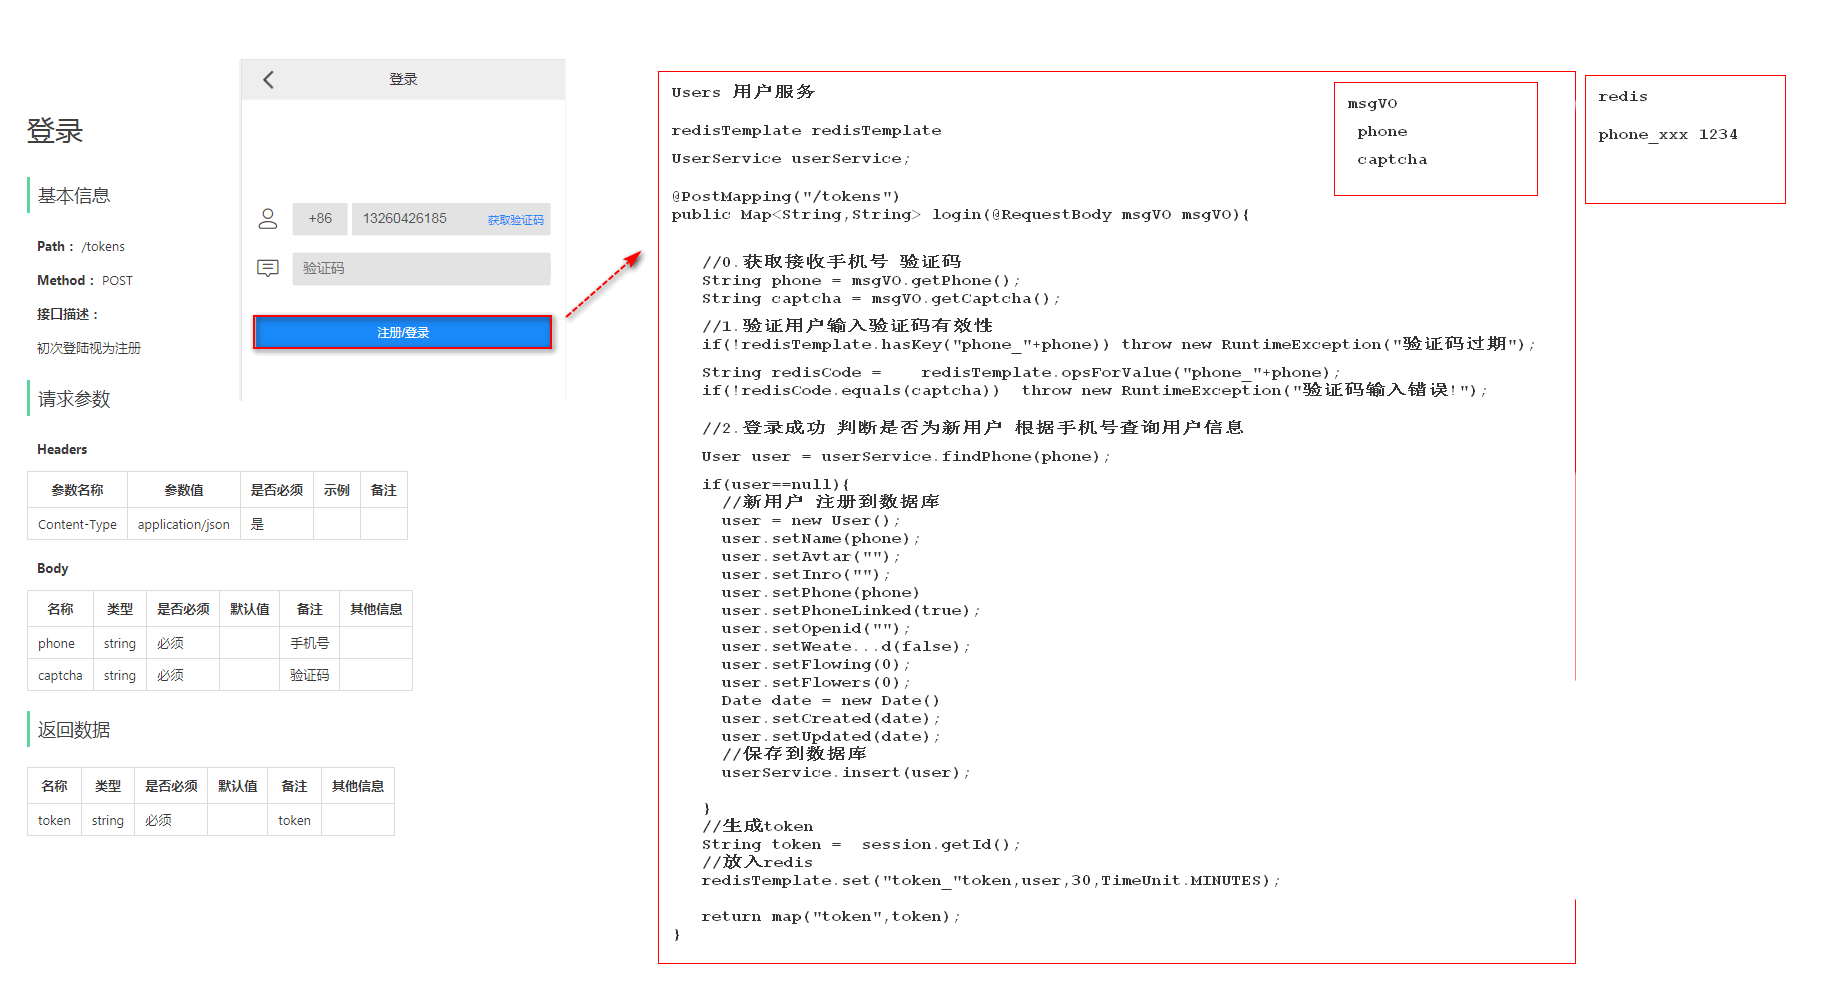 登录
基本信息
Path： /tokens
Method： POST
接口描述：
初次登陆视为注册
请求参数
Headers
参数名称 参数值 是否必须 示例 备注
Content-Type application/json 是
Body
名称 类型 是否必须 默认值 备注 其他信息
phone string 必须 手机号
captcha string 必须 验证码
返回数据
名称 类型 是否必须 默认值 备注 其他信息
token string 必须 token
登录
+86 13260426185 获取验证码
验证码
注册/登录
Users 用户服务
redisTemplate redisTemplate
UserService userService;
@PostMapping("/tokens")
public Map<String,String> login(@RequestBody msgVO msgVO){
//0.获取接收手机号 验证码
String phone = msgVO.getPhone();
String captcha = msgVO.getCaptcha();
//1.验证用户输入验证码有效性
if(!redisTemplate.hasKey("phone_"+phone)) throw new RuntimeException("验证码过期");
String redisCode =    redisTemplate.opsForValue("phone_"+phone);
if(!redisCode.equals(captcha))  throw new RuntimeException("验证码输入错误!");
//2.登录成功 判断是否为新用户 根据手机号查询用户信息
User user = userService.findPhone(phone);
if(user==null){
//新用户 注册到数据库
user = new User();
user.setName(phone);
user.setAvtar("");
user.setInro("");
user.setPhone(phone)
user.setPhoneLinked(true);
user.setOpenid("");
user.setWeate...d(false);
user.setFlowing(0);
user.setFlowers(0);
Date date = new Date()
user.setCreated(date);
user.setUpdated(date);
//保存到数据库
userService.insert(user);
}
//生成token
String token =  session.getId();
//放入redis
redisTemplate.set("token_"token,user,30,TimeUnit.MINUTES);
return map("token",token);
}
msgVO
phone
captcha
redis
phone_xxx 1234